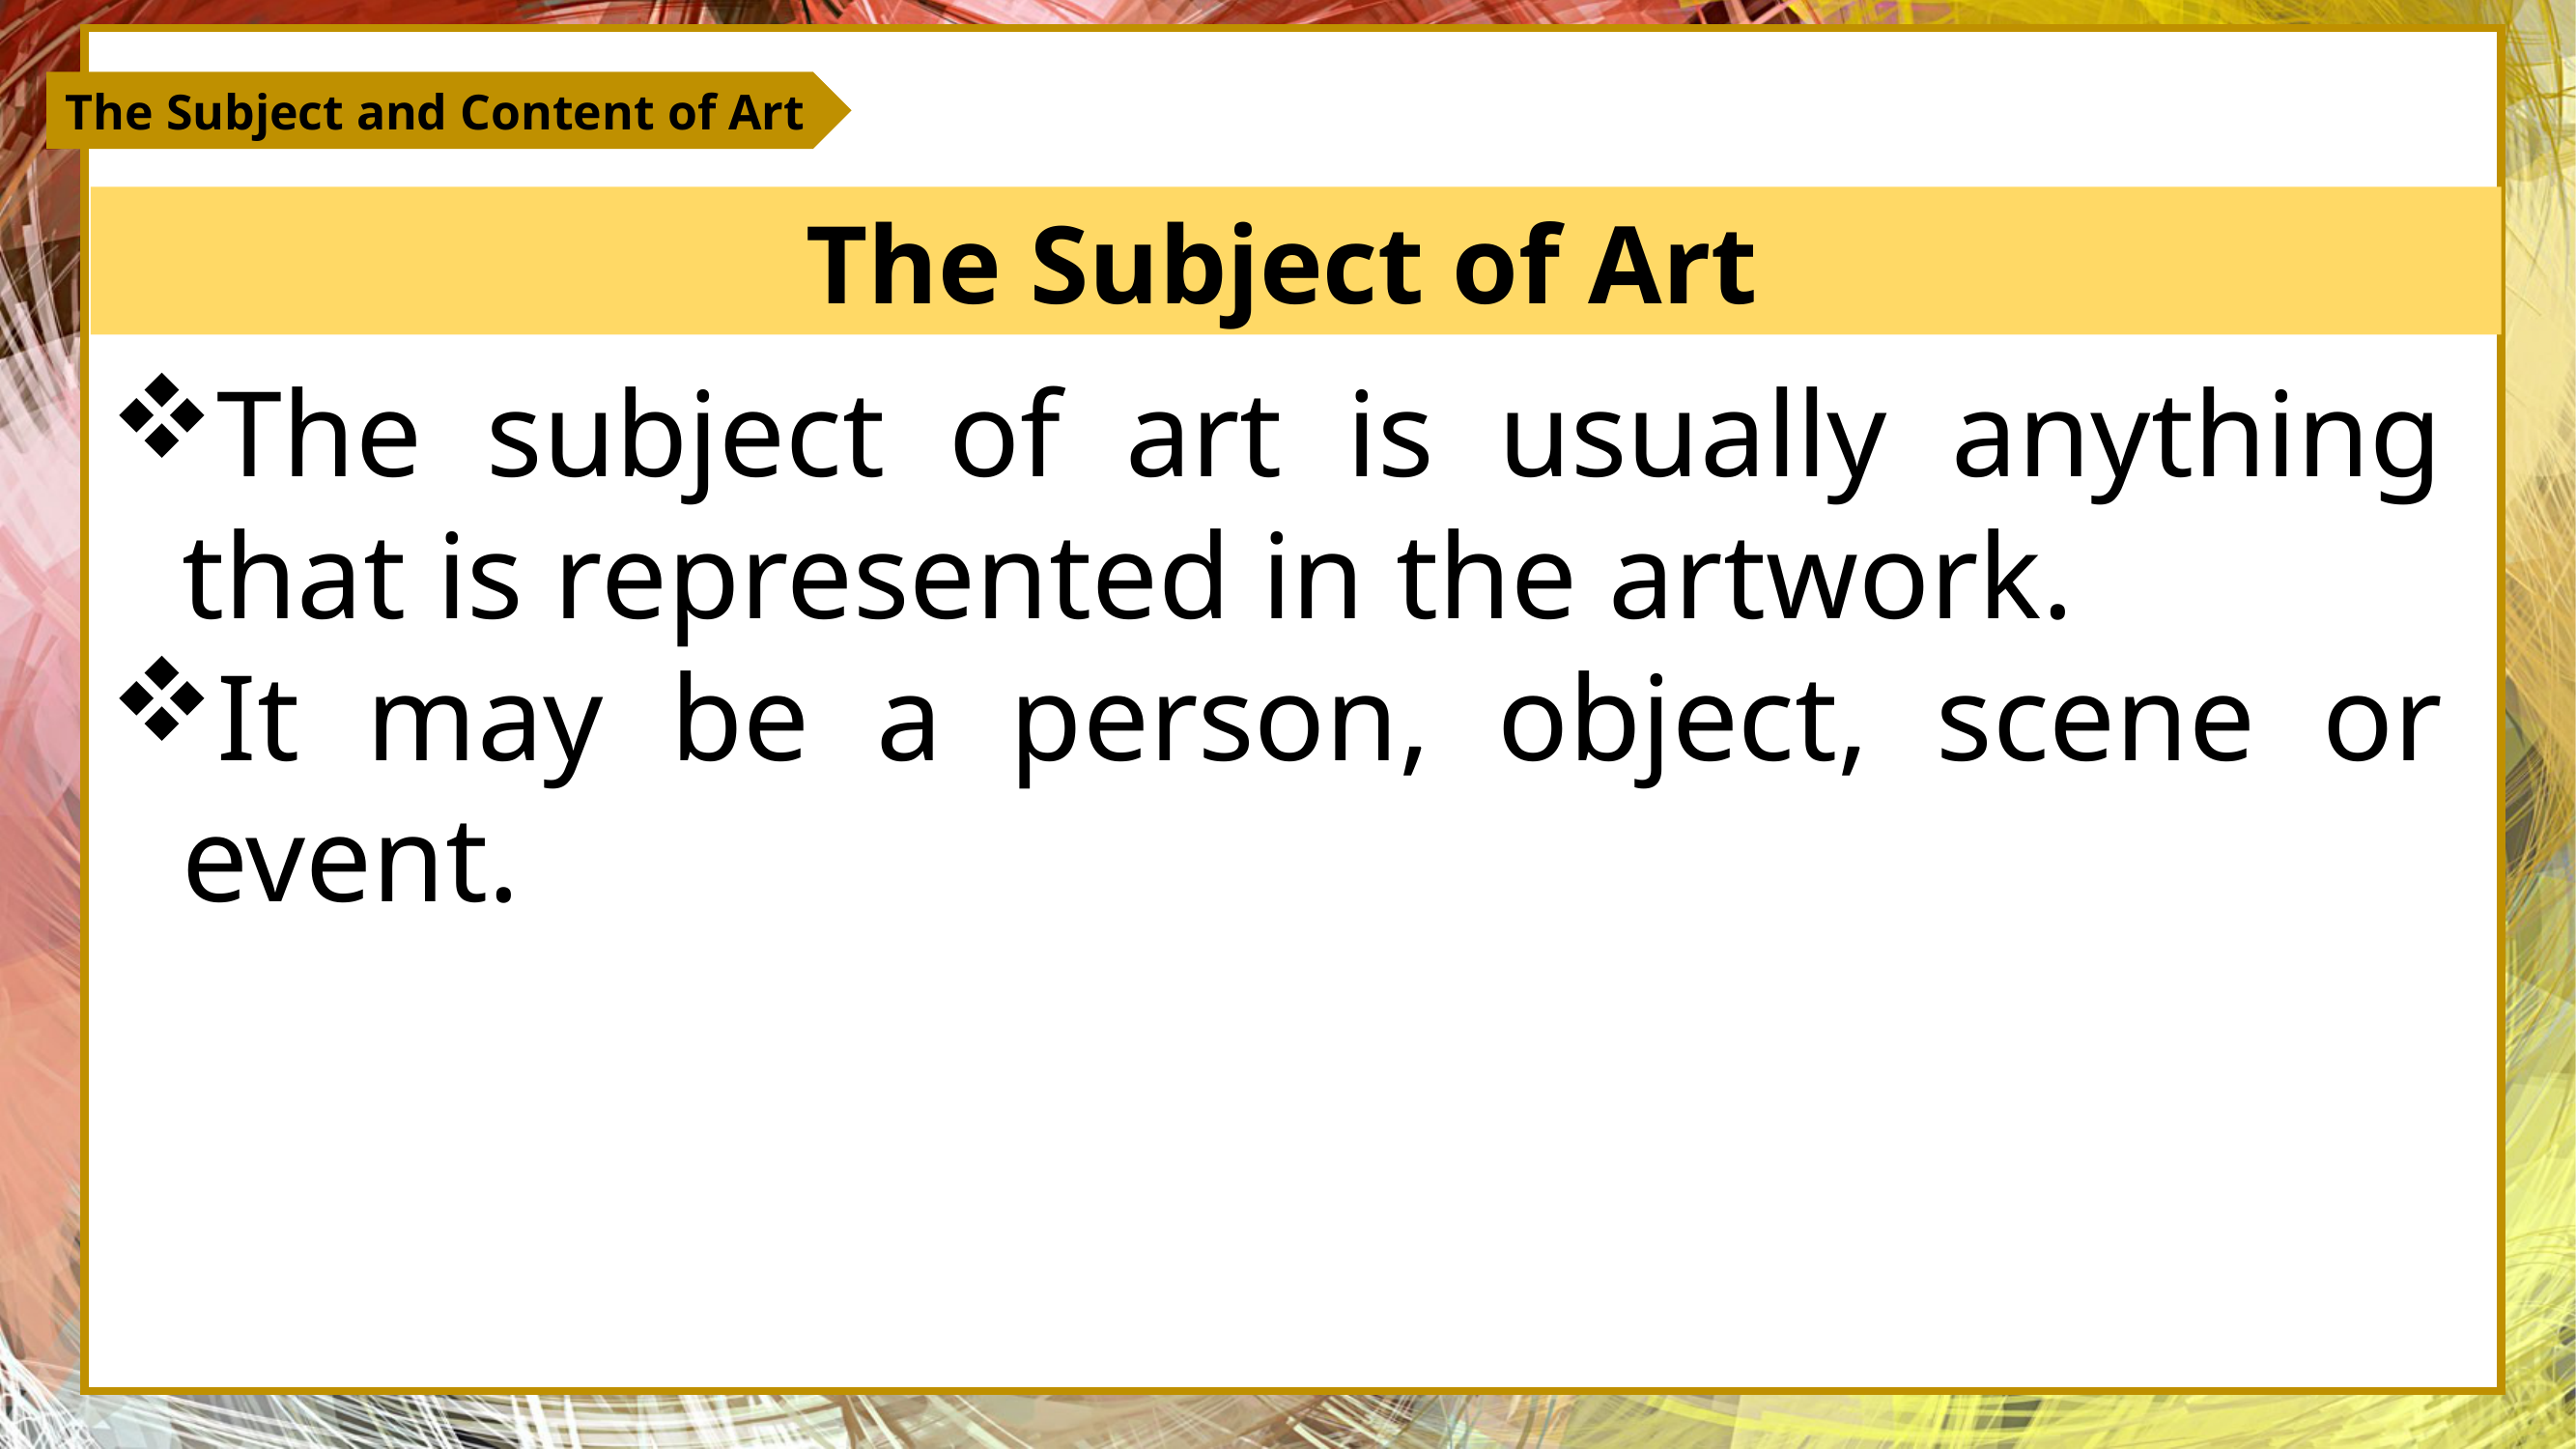 The Subject and Content of Art
The Subject of Art
❖The subject of art is usually anything
that is represented in the artwork.
❖It may be a person, object, scene or
event.